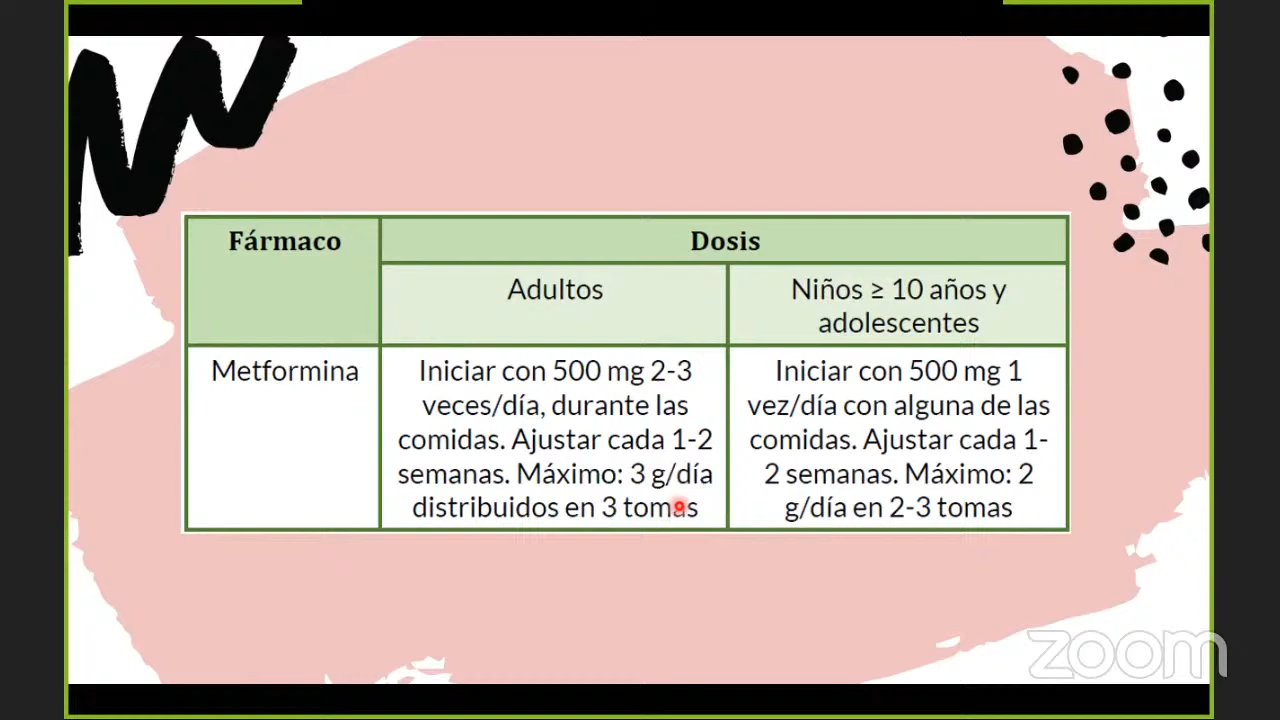 Fármaco
Dosis
Adultos
Niños ≥ 10 años y
adolescentes
Metformina
Iniciar con 500 mg 2-3
veces/día, durante las
comidas. Ajustar cada 1-2
semanas. Máximo: 3 g/día
distribuidos en 3 tomas
Iniciar con 500 mg 1
vez/día con alguna de las
comidas. Ajustar cada 1-
2 semanas. Máximo: 2
g/día en 2-3 tomas
zoom